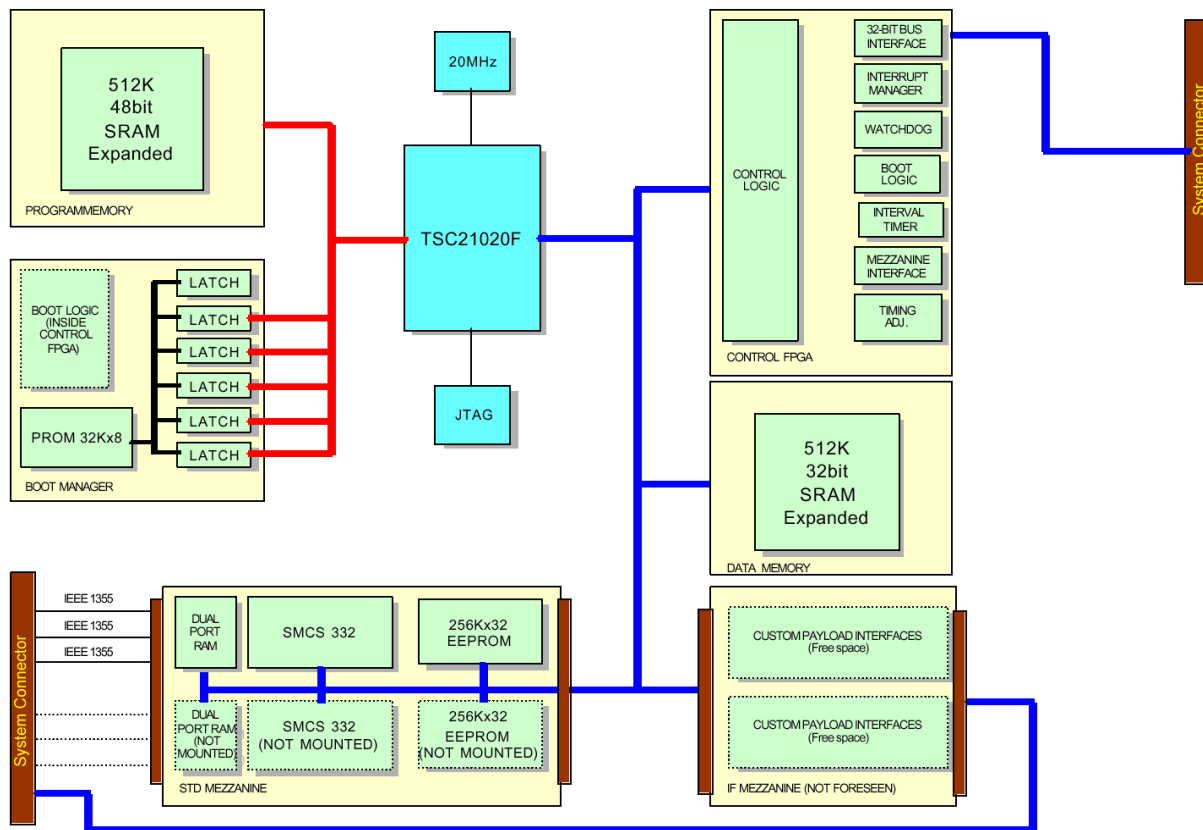 512K
48bit
SRAM
Expanded
PROGRAMMEMORY
20MHz
TSC21020F
JTAG
BOOT LOGIC
(INSIDE
CONTROL
FPGA)
PROM 32Kx8
LATCH
LATCH
LATCH
LATCH
LATCH
LATCH
BOOT MANAGER
CONTROL
LOGIC
32-BIT BUS
INTERFACE
INTERRUPT
MANAGER
WATCHDOG
BOOT
LOGIC
INTERVAL
TIMER
MEZZANINE
INTERFACE
TIMING
ADJ.
CONTROL FPGA
System Connector
512K
32bit
SRAM
Expanded
DATA MEMORY
System Connector
IEEE 1355
IEEE 1355
IEEE 1355
DUAL
PORT
RAM
SMCS 332
256Kx32
EEPROM
DUAL
PORT RAM
(NOT
MOUNTED)
SMCS 332
(NOT MOUNTED)
256Kx32
EEPROM
(NOT MOUNTED)
STD MEZZANINE
CUSTOM PAYLOAD INTERFACES
(Free space)
CUSTOM PAYLOAD INTERFACES
(Free space)
IF MEZZANINE (NOT FORESEEN)